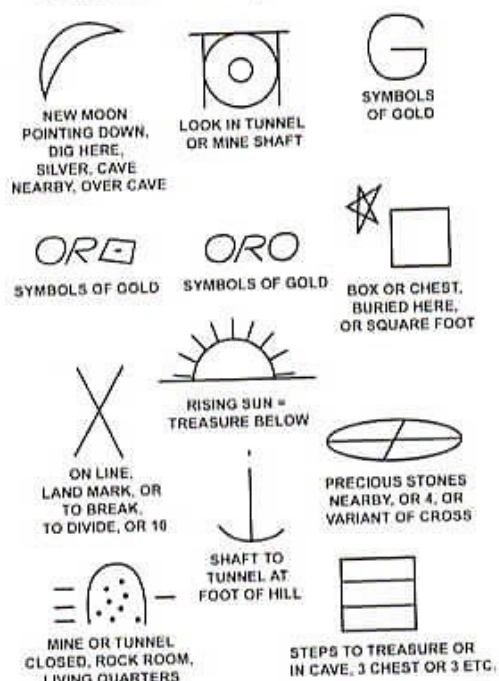 NEW MOON
POINTING DOWN,
DIG HERE,
SILVER, CAVE
NEARBY, OVER CAVE
LOOK IN TUNNEL
OR MINE SHAFT
G
SYMBOLS
OF GOLD
OR
SYMBOLS OF GOLD
ORO
SYMBOLS OF GOLD
BOX OR CHEST,
BURIED HERE,
OR SQUARE FOOT
RISING SUN =
TREASURE BELOW
ON LINE,
LAND MARK, OR
TO BREAK,
TO DIVIDE, OR 10
PRECIOUS STONES
NEARBY, OR 4, OR
VARIANT OF CROSS
SHAFT TO
TUNNEL AT
FOOT OF HILL
MINE OR TUNNEL
CLOSED, ROCK ROOM,
LIVING QUARTERS
STEPS TO TREASURE OR
IN CAVE, 3 CHEST OR 3 ETC.